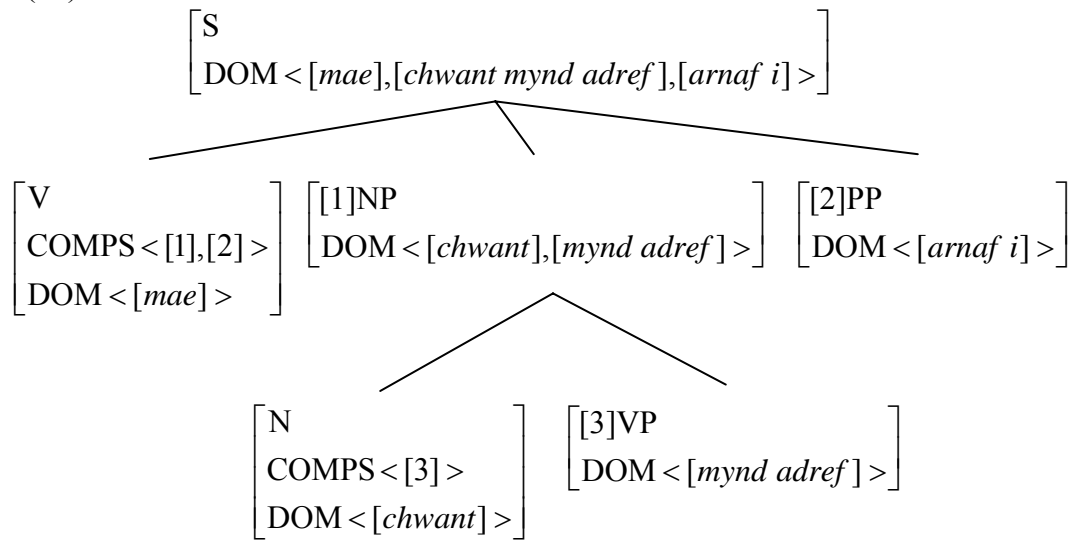 S
DOM < [mae],[chwant mynd adref ],[arnaf i] >
V
COMPS < [1],[2] >
DOM < [mae] >
[1]NP
DOM < [chwant],[mynd adref ] >
[2]PP
DOM < [arnaf i] >
N
COMPS < [3] >
DOM < [chwant] >
[3]VP
DOM < [mynd adref ] >